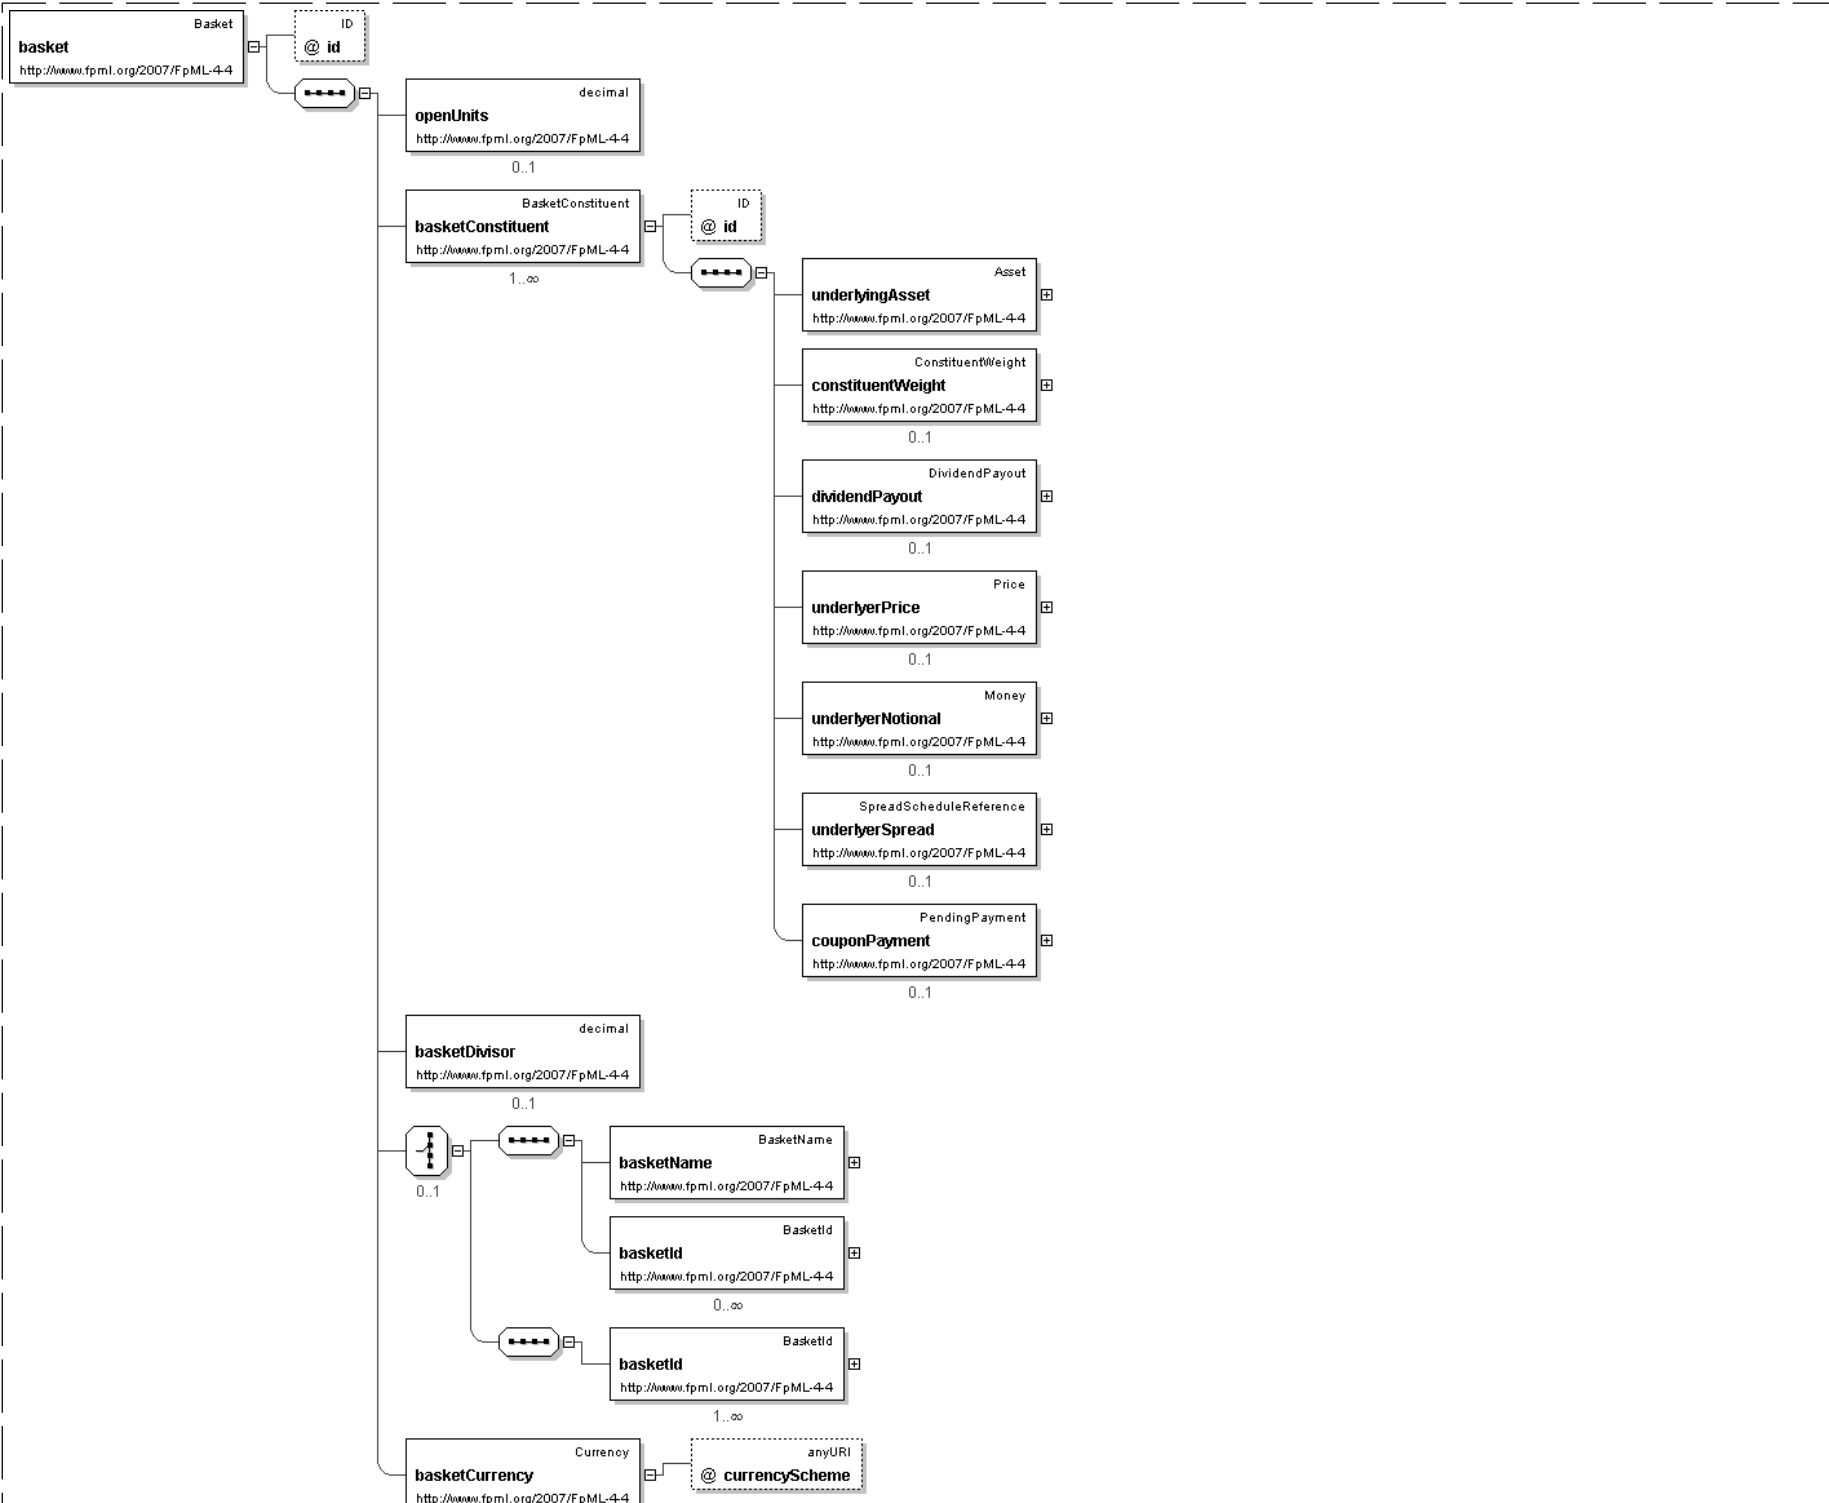 Basket
basket
http://www.fpml.org/2007/FpML-4-4
ID
@ id
decimal
openUnits
http://www.fpml.org/2007/FpML-4-4
0..1
BasketConstituent
basketConstituent
http://www.fpml.org/2007/FpML-4-4
1..∞
ID
@ id
Asset
underlyingAsset
http://www.fpml.org/2007/FpML-4-4
ConstituentWeight
constituentWeight
http://www.fpml.org/2007/FpML-4-4
0..1
DividendPayout
dividendPayout
http://www.fpml.org/2007/FpML-4-4
0..1
Price
underlyerPrice
http://www.fpml.org/2007/FpML-4-4
0..1
Money
underlyerNotional
http://www.fpml.org/2007/FpML-4-4
0..1
SpreadScheduleReference
underlyerSpread
http://www.fpml.org/2007/FpML-4-4
0..1
PendingPayment
couponPayment
http://www.fpml.org/2007/FpML-4-4
0..1
decimal
basketDivisor
http://www.fpml.org/2007/FpML-4-4
0..1
0..1
BasketName
basketName
http://www.fpml.org/2007/FpML-4-4
BasketId
basketId
http://www.fpml.org/2007/FpML-4-4
0..∞
BasketId
basketId
http://www.fpml.org/2007/FpML-4-4
1..∞
Currency
basketCurrency
http://www.fpml.org/2007/FpML-4-4
anyURI
@ currencyScheme